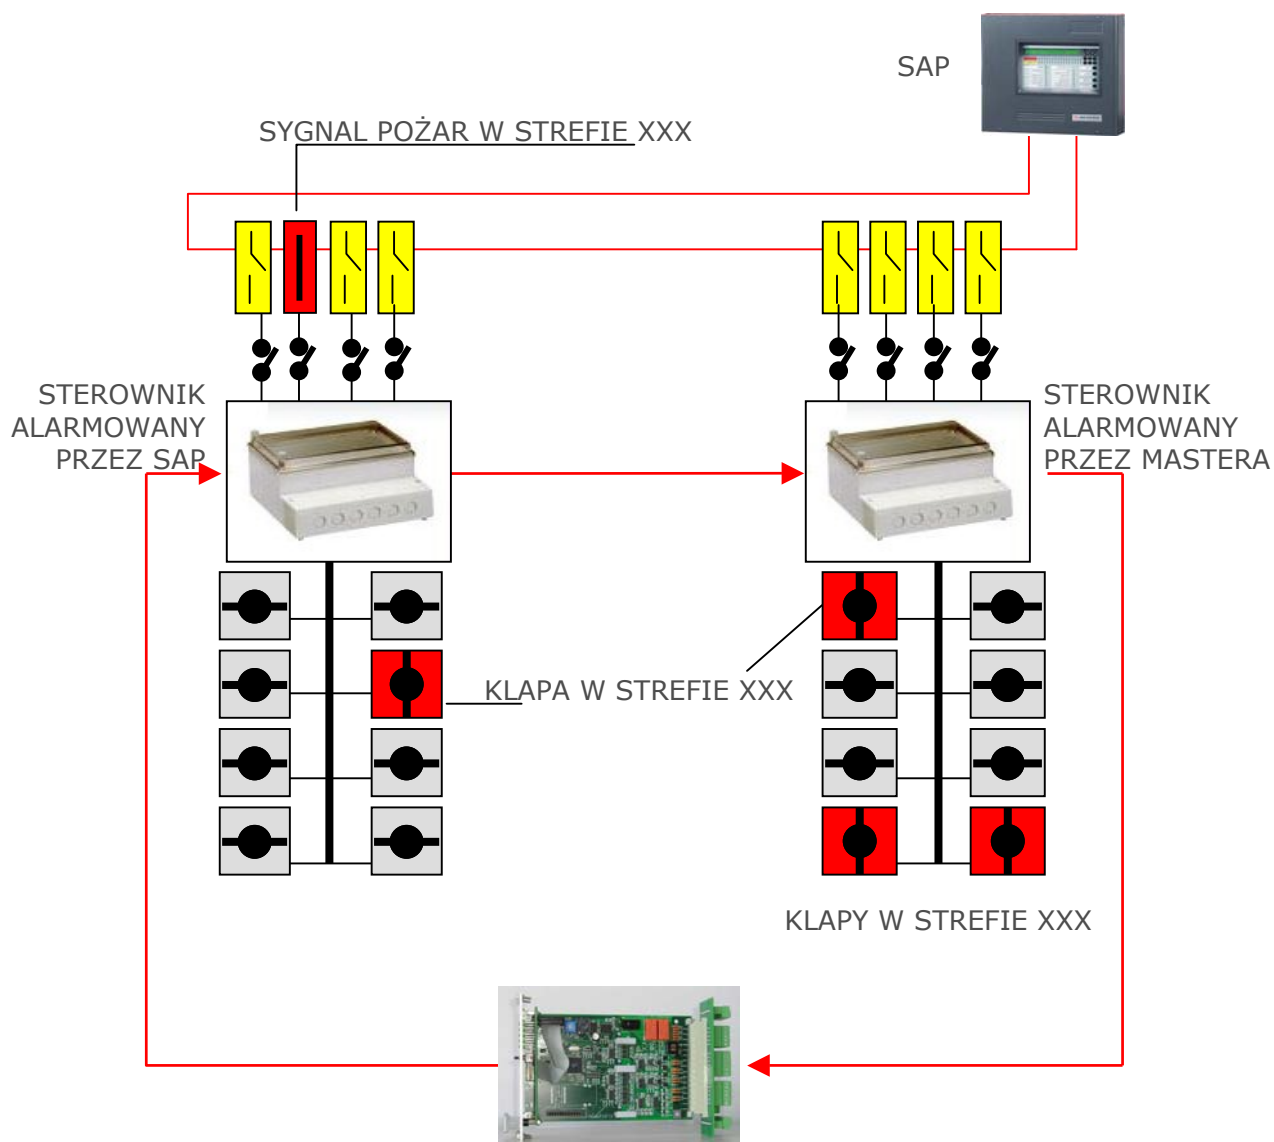 SAP
SYGNAL POŻAR W STREFIE XXX
STEROWNIK
ALARMOWANY
PRZEZ SAP
STEROWNIK
ALARMOWANY
PRZEZ MASTERA
KLAPA W STREFIE XXX
KLAPY W STREFIE XXX